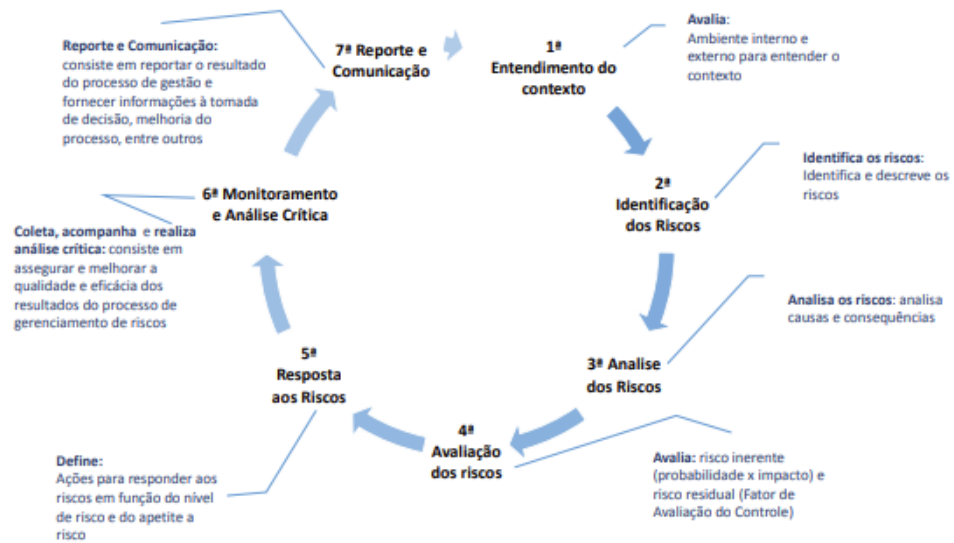 1ª
Entendimento do
contexto
Avalia:
Ambiente interno e
externo para entender o
contexto
2ª
Identificação
dos Riscos
Identifica os riscos:
Identifica e descreve os
riscos
3ª Analise
dos Riscos
Analisa os riscos: analisa
causas e consequências
4ª
Avaliação
dos riscos
Avalia: risco inerente
(probabilidade x impacto) e
risco residual (Fator de
Avaliação do Controle)
5ª
Resposta
aos Riscos
Define:
Ações para responder aos
riscos em função do nível
de risco e do apetite a
risco
6ª Monitoramento
e Análise Crítica
Coleta, acompanha e realiza
análise crítica: consiste em
assegurar e melhorar a
qualidade e eficácia dos
resultados do processo de
gerenciamento de riscos
7ª Reporte e
Comunicação
Reporte e Comunicação:
consiste em reportar o resultado
do processo de gestão e
fornecer informações à tomada
de decisão, melhoria do
processo, entre outros